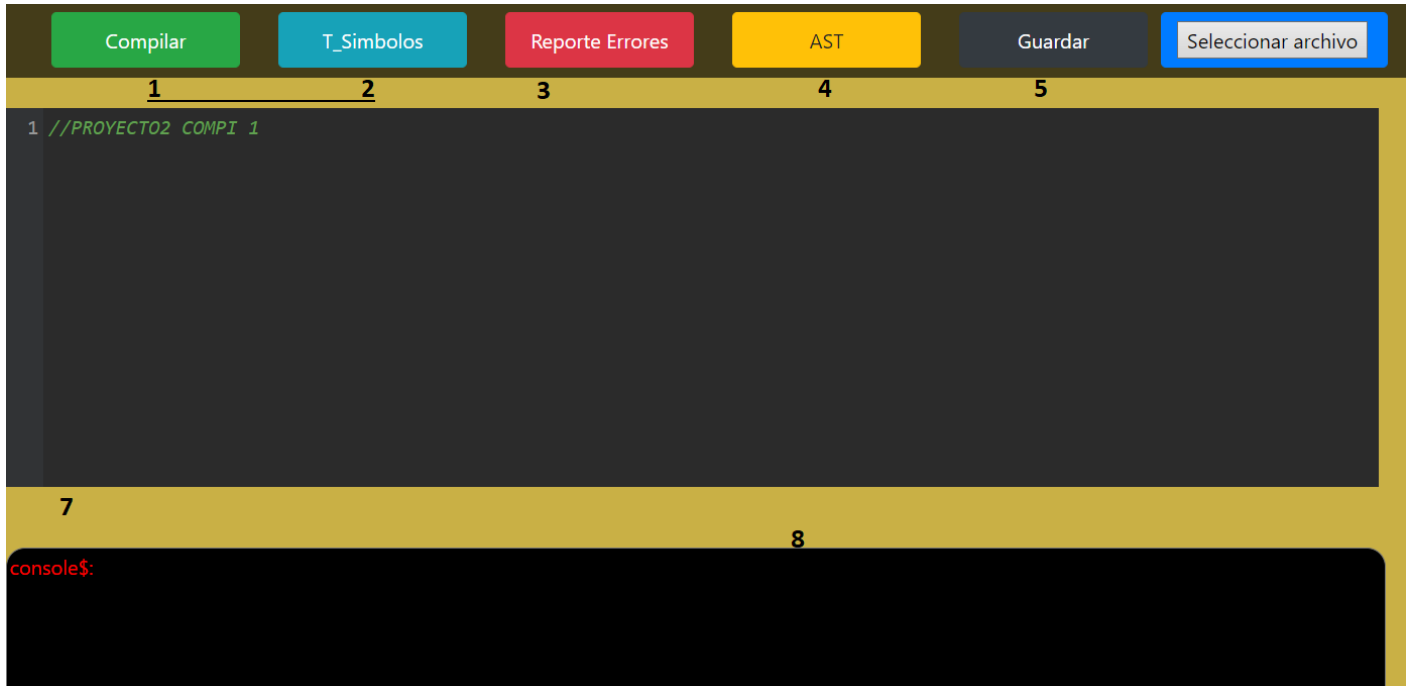 Compilar T_Simbolos Reporte Errores AST Guardar Seleccionar archivo
1 2 3 4 5
1 //PROYECTO2 COMPI 1
7
8
console$: